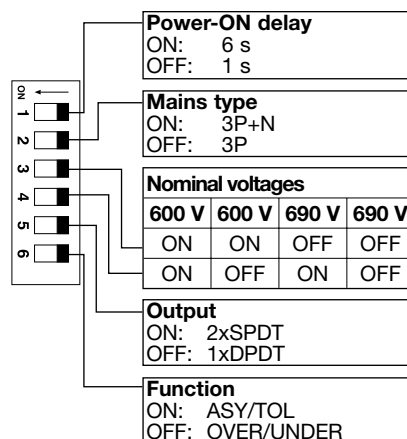 Power-ON delay
ON: 6 s
OFF: 1 s
ON
1
2
3
4
5
6
Mains type
ON: 3P+N
OFF: 3P
Nominal voltages
600 V 600 V 690 V 690 V
ON ON OFF OFF
ON OFF ON OFF
Output
ON: 2xSPDT
OFF: 1xDPDT
Function
ON: ASY/TOL
OFF: OVER/UNDER